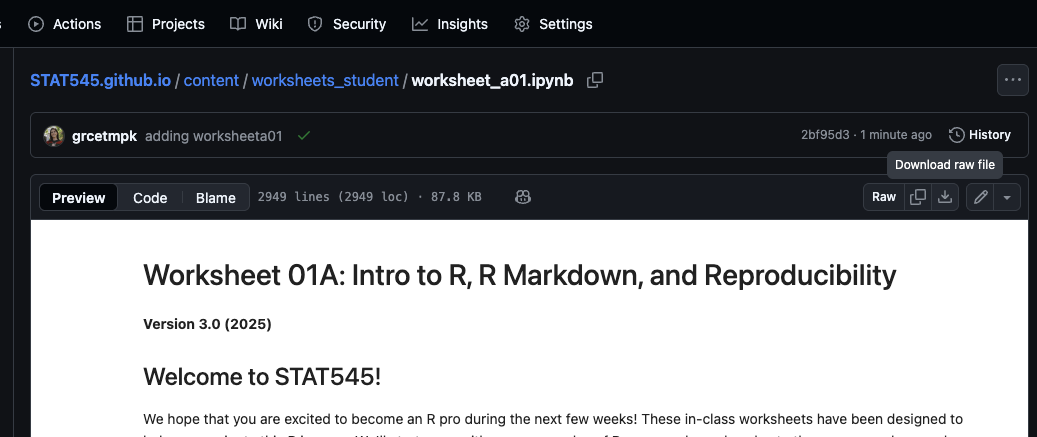 Actions Projects Wiki Security Insights Settings
STAT545.github.io / content / worksheets_student / worksheet_a01.ipynb
grcetmpk adding worksheeta01 2bf95d3 · 1 minute ago History
Download raw file
Preview Code Blame 2949 lines (2949 loc) · 87.8 KB Raw
Worksheet 01A: Intro to R, R Markdown, and Reproducibility
Version 3.0 (2025)
Welcome to STAT545!
We hope that you are excited to become an R pro during the next few weeks! These in-class worksheets have been designed to